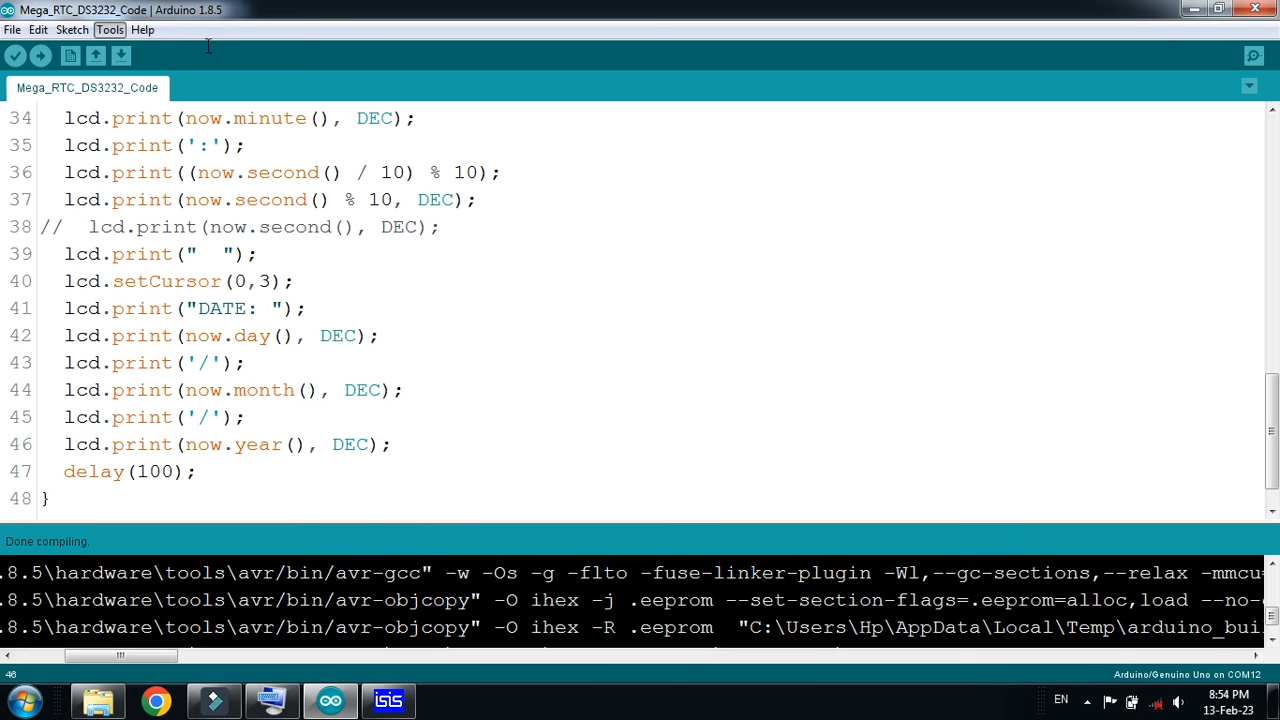 Mega_RTC_DS3232_Code | Arduino 1.8.5
File Edit Sketch Tools Help
Mega_RTC_DS3232_Code
34 lcd.print(now.minute(), DEC);
35 lcd.print(':');
36 lcd.print((now.second() / 10) % 10);
37 lcd.print(now.second() % 10, DEC);
38 // lcd.print(now.second(), DEC);
39 lcd.print("  ");
40 lcd.setCursor(0,3);
41 lcd.print("DATE: ");
42 lcd.print(now.day(), DEC);
43 lcd.print('/');
44 lcd.print(now.month(), DEC);
45 lcd.print('/');
46 lcd.print(now.year(), DEC);
47 delay(100);
48 }
Done compiling.
.8.5\hardware\tools\avr/bin/avr-gcc" -w -Os -g -flto -fuse-linker-plugin -Wl,--gc-sections,--relax -mmcu=
.8.5\hardware\tools\avr/bin/avr-objcopy" -O ihex -j .eeprom --set-section-flags=.eeprom=alloc,load --no-
.8.5\hardware\tools\avr/bin/avr-objcopy" -O ihex -R .eeprom "C:\Users\Hp\AppData\Local\Temp\arduino_bui
46 Arduino/Genuino Uno on COM12
isis
EN
8:54 PM
13-Feb-23